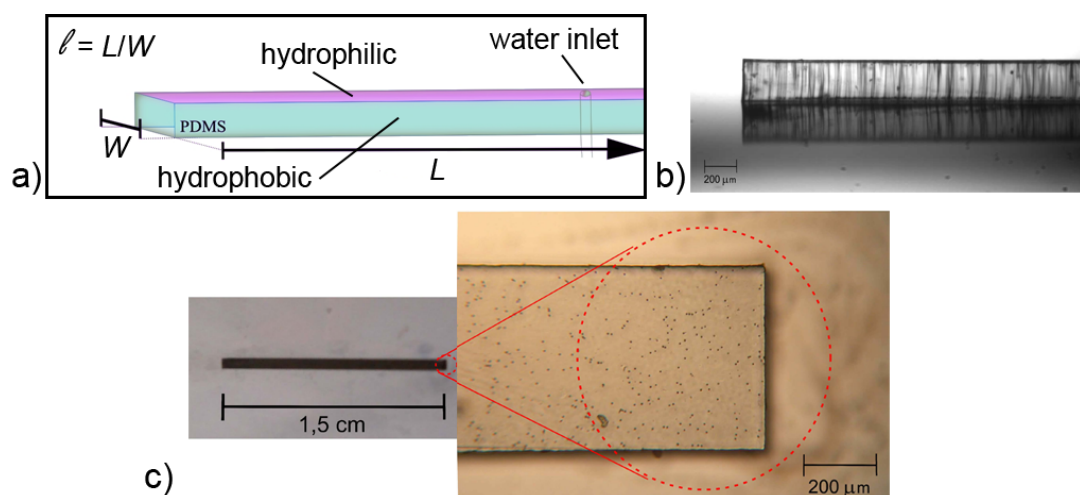 ℓ = L/W
hydrophilic
water inlet
PDMS
W
L
hydrophobic
a)
200 µm
b)
1,5 cm
200 µm
c)